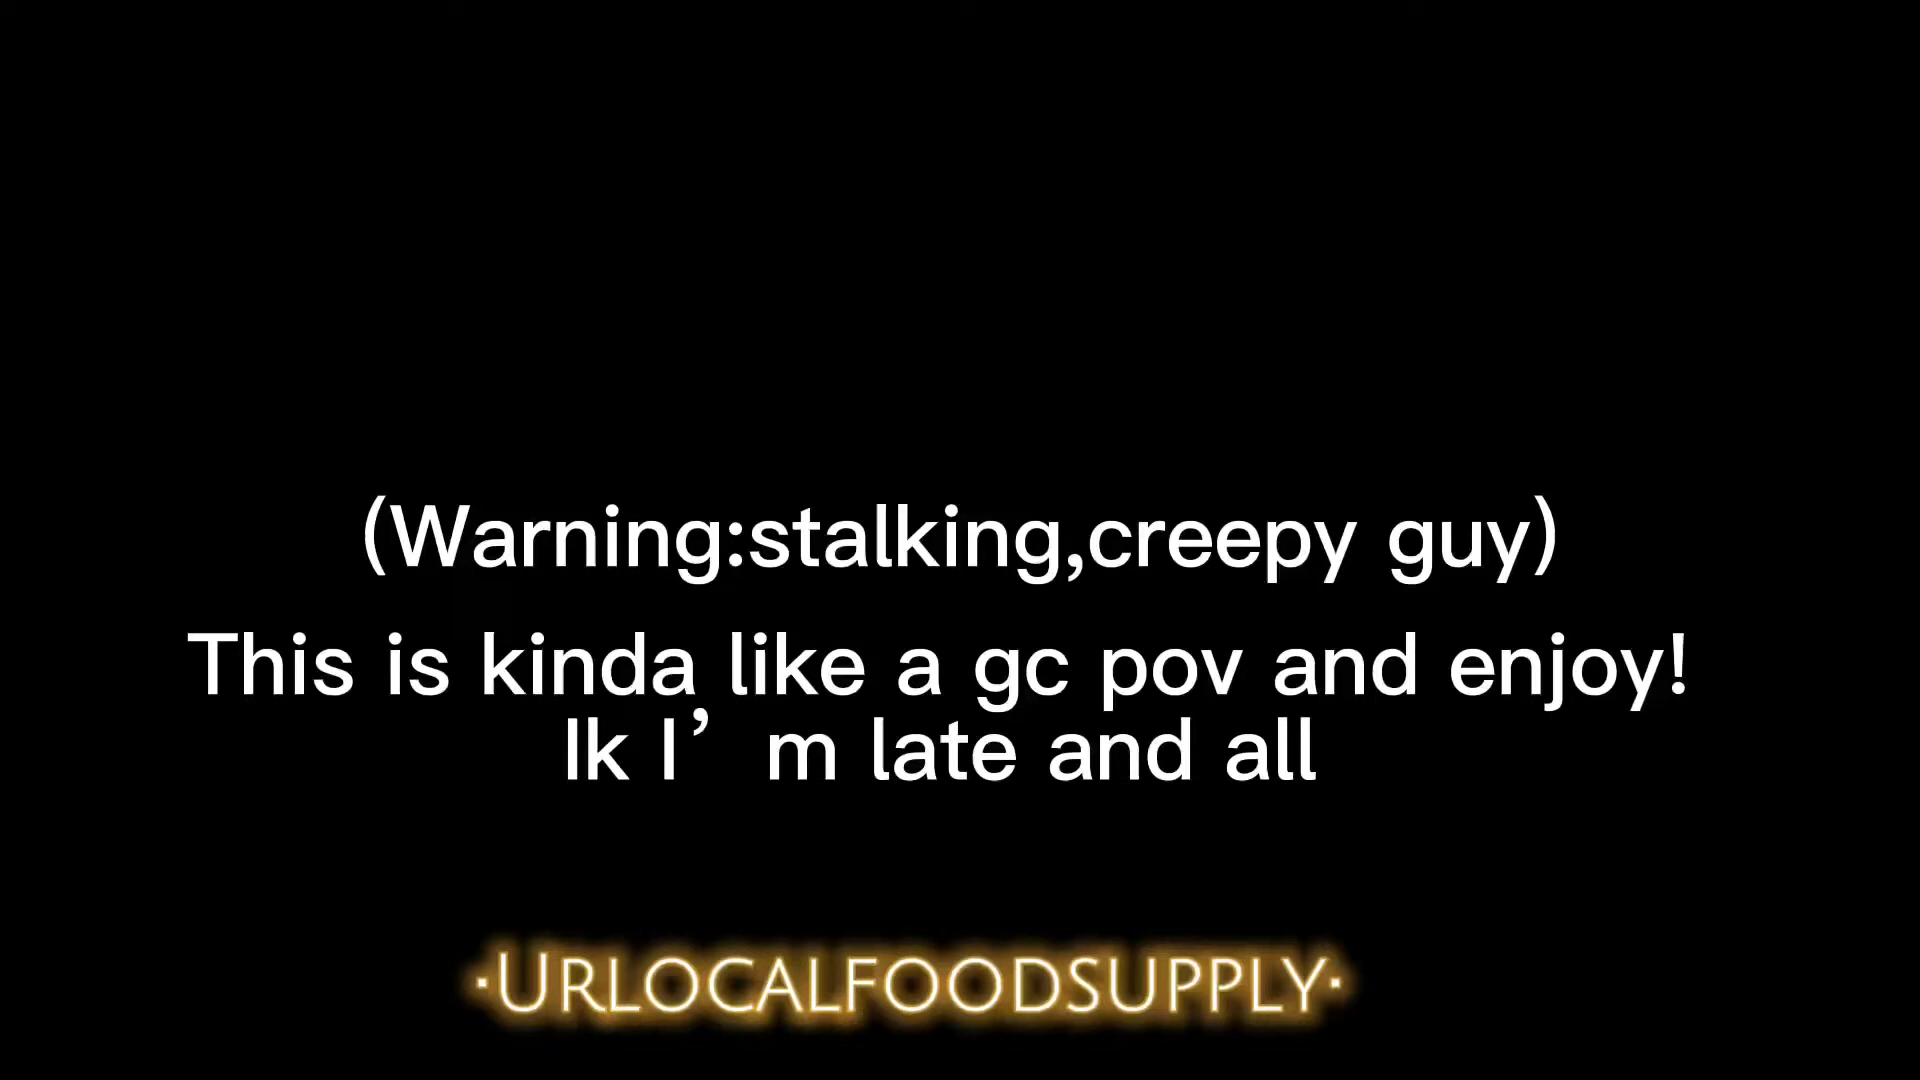 (Warning:stalking,creepy guy)
This is kinda like a gc pov and enjoy!
Ik I’m late and all
·URLOCALFOODSUPPLY·